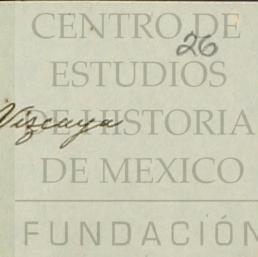 CENTRO DE
26
ESTUDIOS
Vizcaya
DE HISTORIA
DE MEXICO
FUNDACIÓN